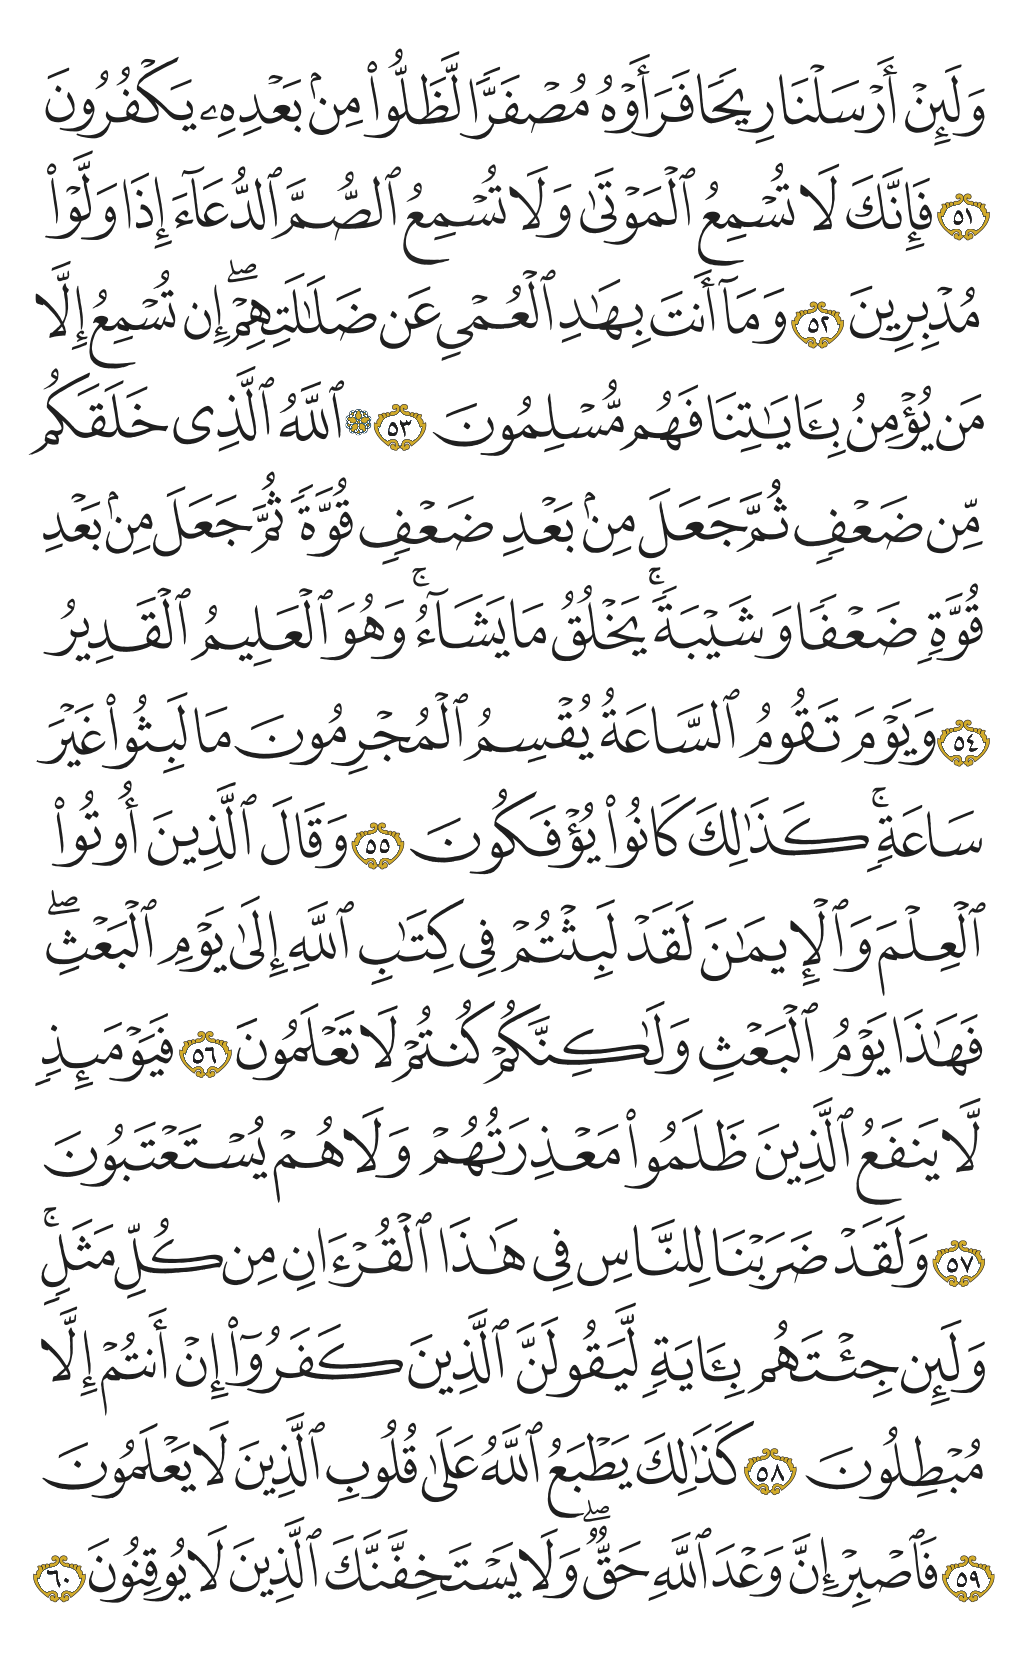 وَلَئِنْ أَرْسَلْنَا رِيحًا فَرَأَوْهُ مُصْفَرًّا لَّظَلُّوا۟ مِنۢ بَعْدِهِۦ يَكْفُرُونَ
٥١ فَإِنَّكَ لَا تُسْمِعُ ٱلْمَوْتَىٰ وَلَا تُسْمِعُ ٱلصُّمَّ ٱلدُّعَآءَ إِذَا وَلَّوْا۟
مُدْبِرِينَ ٥٢ وَمَآ أَنتَ بِهَٰدِ ٱلْعُمْىِ عَن ضَلَٰلَتِهِمْ ۖ إِن تُسْمِعُ إِلَّا
مَن يُؤْمِنُ بِـَٔايَٰتِنَا فَهُم مُّسْلِمُونَ ٥٣ ۞ ٱللَّهُ ٱلَّذِى خَلَقَكُم
مِّن ضَعْفٍ ثُمَّ جَعَلَ مِنۢ بَعْدِ ضَعْفٍ قُوَّةً ثُمَّ جَعَلَ مِنۢ بَعْدِ
قُوَّةٍ ضَعْفًا وَشَيْبَةً ۚ يَخْلُقُ مَا يَشَآءُ ۚ وَهُوَ ٱلْعَلِيمُ ٱلْقَدِيرُ
٥٤ وَيَوْمَ تَقُومُ ٱلسَّاعَةُ يُقْسِمُ ٱلْمُجْرِمُونَ مَا لَبِثُوا۟ غَيْرَ
سَاعَةٍ ۚ كَذَٰلِكَ كَانُوا۟ يُؤْفَكُونَ ٥٥ وَقَالَ ٱلَّذِينَ أُوتُوا۟
ٱلْعِلْمَ وَٱلْإِيمَٰنَ لَقَدْ لَبِثْتُمْ فِى كِتَٰبِ ٱللَّهِ إِلَىٰ يَوْمِ ٱلْبَعْثِ ۖ
فَهَٰذَا يَوْمُ ٱلْبَعْثِ وَلَٰكِنَّكُمْ كُنتُمْ لَا تَعْلَمُونَ ٥٦ فَيَوْمَئِذٍ
لَّا يَنفَعُ ٱلَّذِينَ ظَلَمُوا۟ مَعْذِرَتُهُمْ وَلَا هُمْ يُسْتَعْتَبُونَ
٥٧ وَلَقَدْ ضَرَبْنَا لِلنَّاسِ فِى هَٰذَا ٱلْقُرْءَانِ مِن كُلِّ مَثَلٍ ۚ
وَلَئِن جِئْتَهُم بِـَٔايَةٍ لَّيَقُولَنَّ ٱلَّذِينَ كَفَرُوٓا۟ إِنْ أَنتُمْ إِلَّا
مُبْطِلُونَ ٥٨ كَذَٰلِكَ يَطْبَعُ ٱللَّهُ عَلَىٰ قُلُوبِ ٱلَّذِينَ لَا يَعْلَمُونَ
٥٩ فَٱصْبِرْ إِنَّ وَعْدَ ٱللَّهِ حَقٌّ ۖ وَلَا يَسْتَخِفَّنَّكَ ٱلَّذِينَ لَا يُوقِنُونَ ٦٠